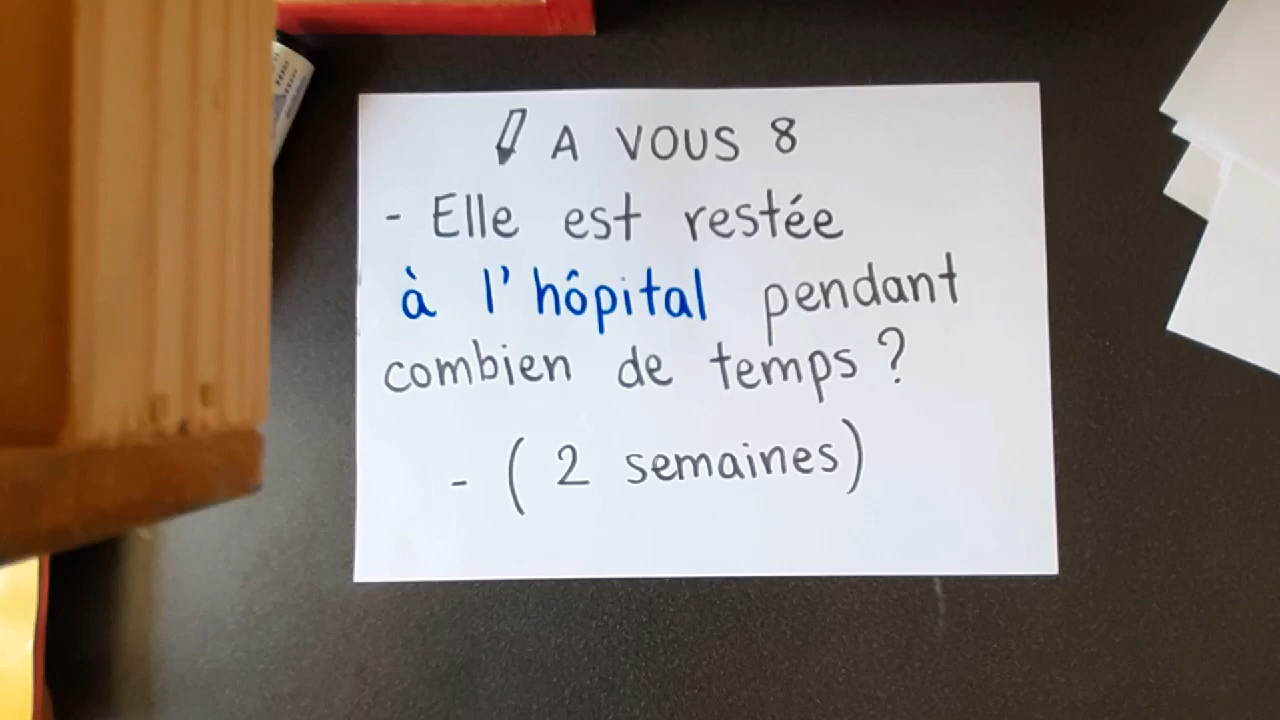 A VOUS 8
- Elle est restée
à l'hôpital pendant
combien de temps ?
- ( 2 semaines)